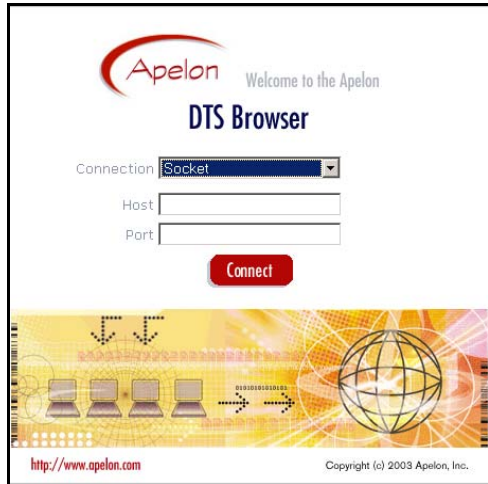 Apelon
Welcome to the Apelon
DTS Browser
Connection Socket
Host
Port
Connect
01010101010101
http://www.apelon.com
Copyright (c) 2003 Apelon, Inc.